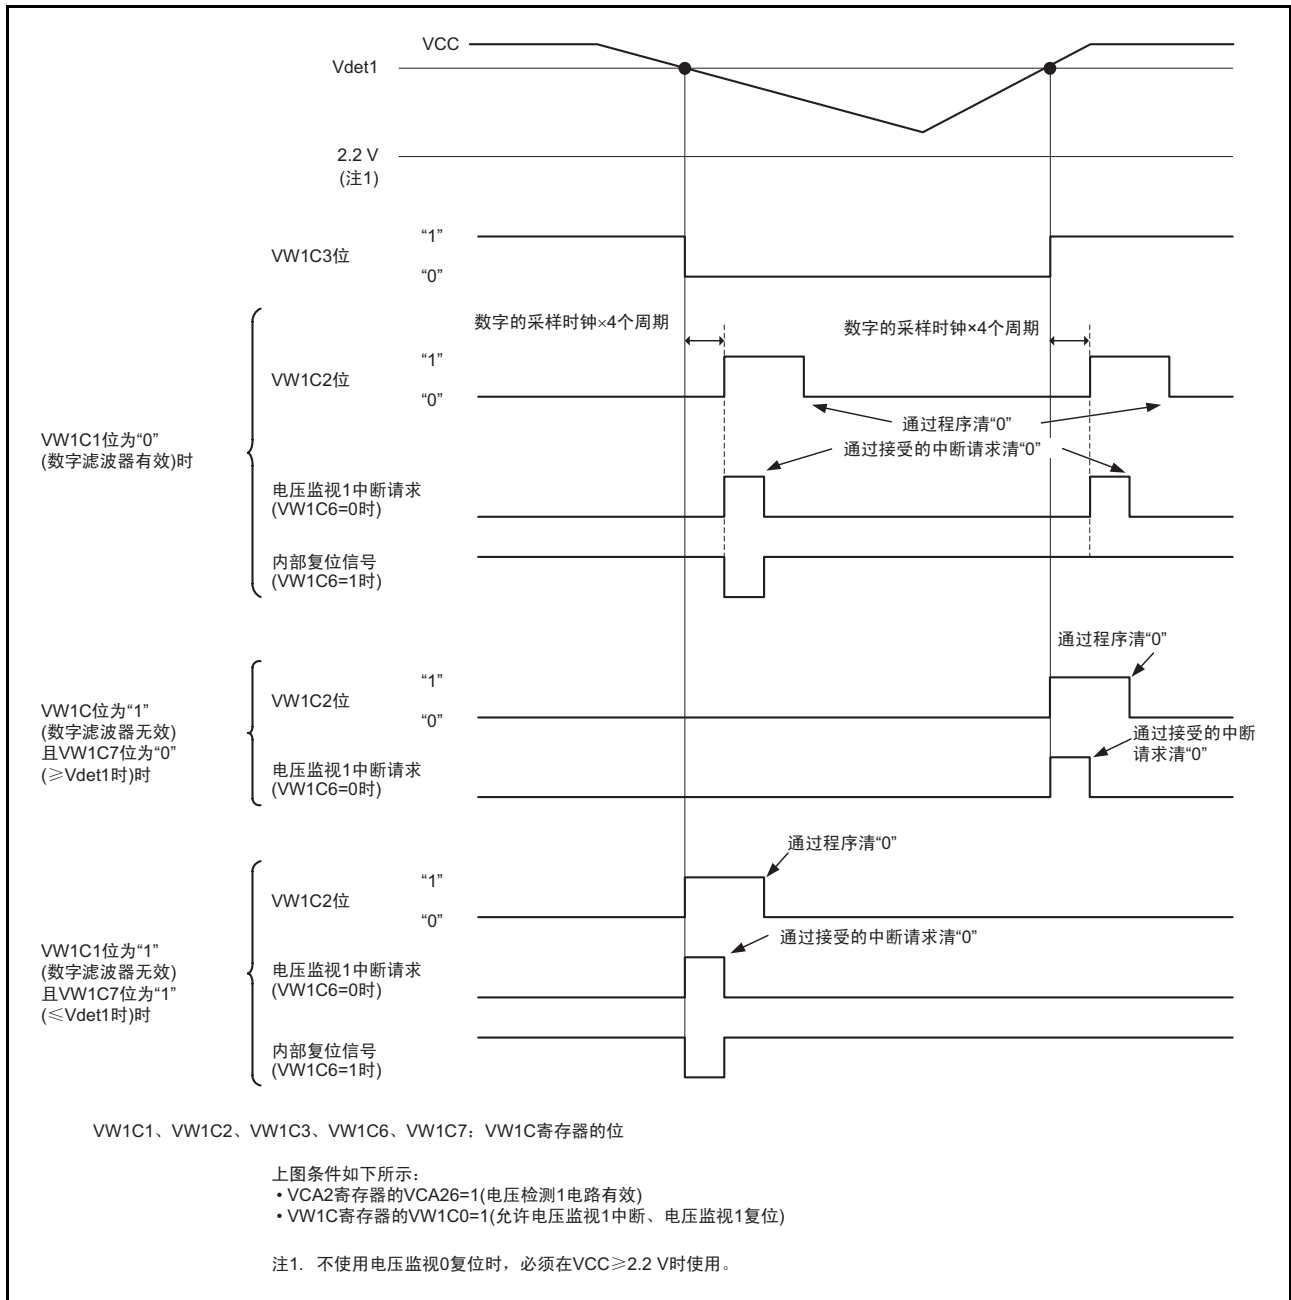 VCC
Vdet1
2.2 V
(注1)
“1”
VW1C3位
“0”
数字的采样时钟×4个周期
数字的采样时钟×4个周期
“1”
VW1C2位
“0”
通过程序清“0”
VW1C1位为“0”
(数字滤波器有效)时
通过接受的中断请求清“0”
电压监视1中断请求
(VW1C6=0时)
内部复位信号
(VW1C6=1时)
通过程序清“0”
“1”
VW1C2位
“0”
VW1C位为“1”
(数字滤波器无效)
且VW1C7位为“0”
(≥Vdet1时)时
通过接受的中断
请求清“0”
电压监视1中断请求
(VW1C6=0时)
通过程序清“0”
“1”
VW1C2位
“0”
通过接受的中断请求清“0”
VW1C1位为“1”
(数字滤波器无效)
且VW1C7位为“1”
(≤Vdet1时)时
电压监视1中断请求
(VW1C6=0时)
内部复位信号
(VW1C6=1时)
VW1C1、VW1C2、VW1C3、VW1C6、VW1C7：VW1C寄存器的位
上图条件如下所示：
• VCA2寄存器的VCA26=1(电压检测1电路有效)
• VW1C寄存器的VW1C0=1(允许电压监视1中断、电压监视1复位)
注1. 不使用电压监视0复位时，必须在VCC≥2.2 V时使用。